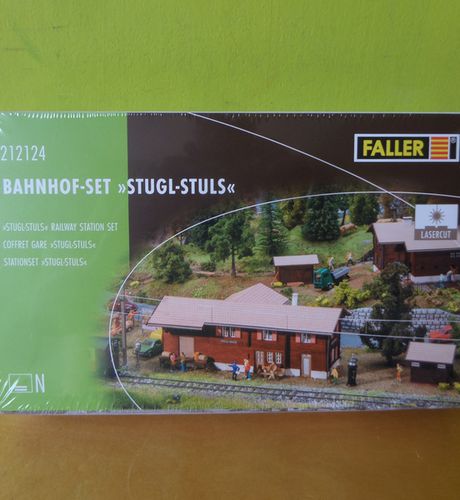 212124
FALLER
BAHNHOF-SET »STUGL-STULS«
»STUGL-STULS« RAILWAY STATION SET
COFFRET GARE »STUGL-STULS«
STATIONSET »STUGL-STULS«
LASERCUT
N